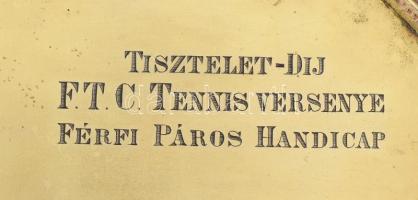 TISZTELET-DIJ
F.T.C TENNIS VERSENYE
FÉRFI PÁROS HANDICAP